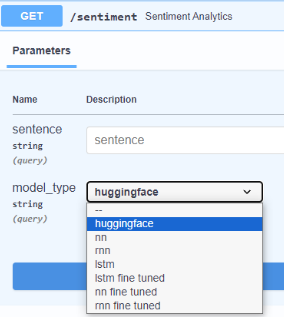 GET /sentiment Sentiment Analytics
Parameters
Name Description
sentence
string
(query)
sentence
model_type
string
(query)
huggingface
--
huggingface
nn
rnn
lstm
lstm fine tuned
nn fine tuned
rnn fine tuned